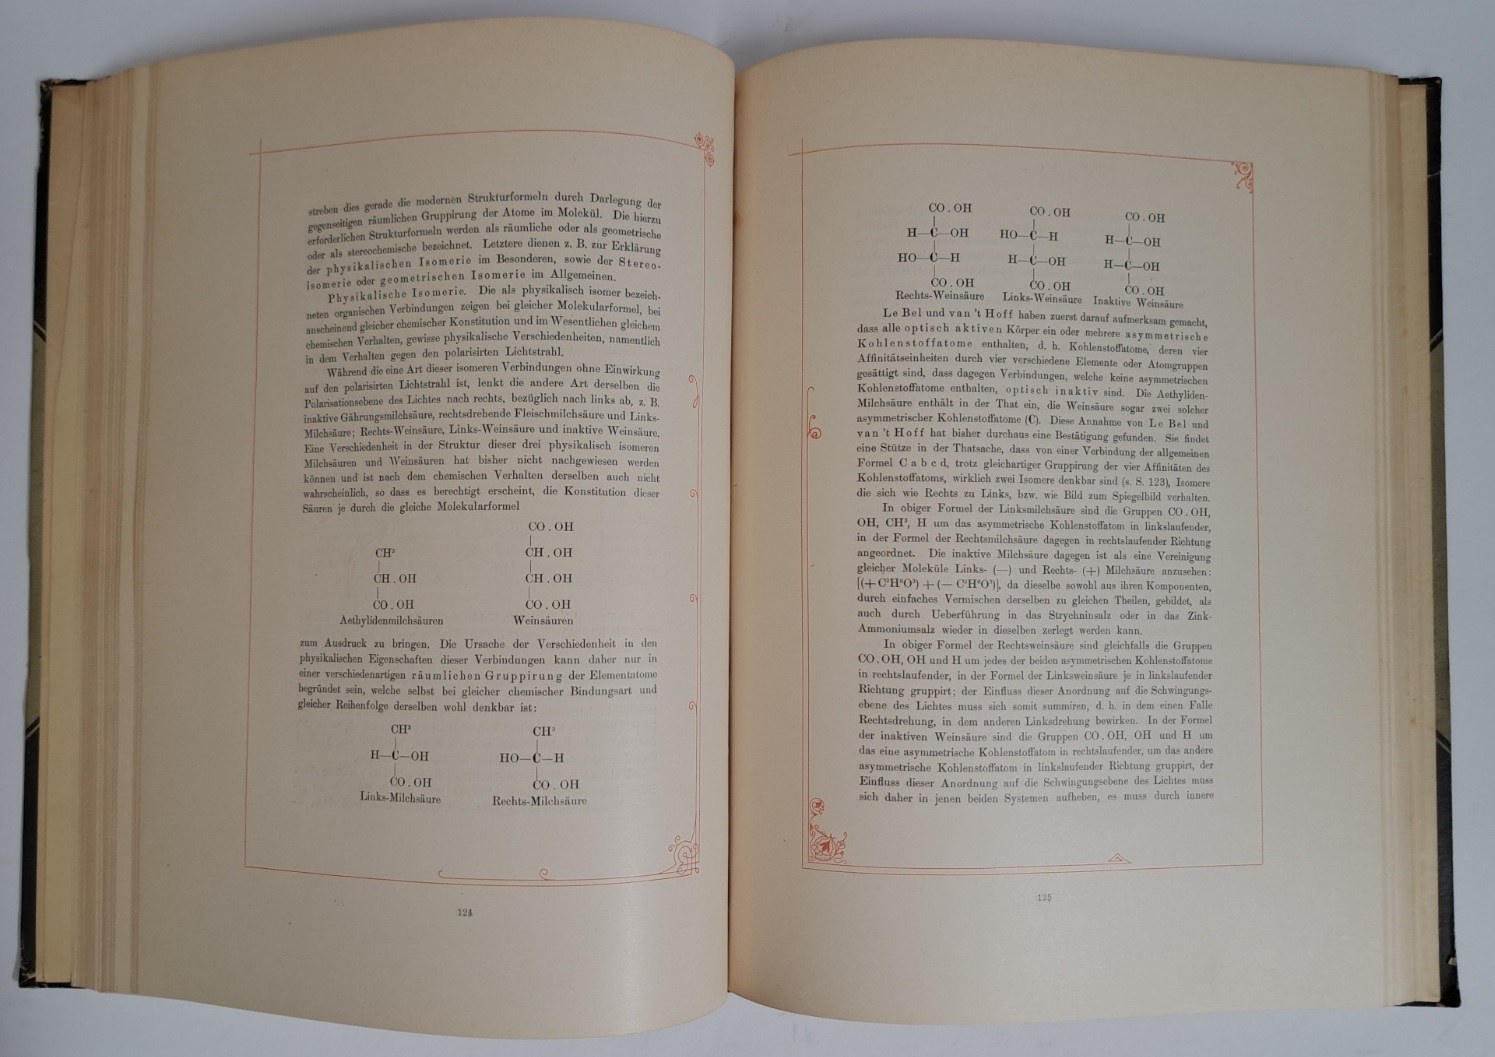 streben dies gerade die modernen Strukturformeln durch Darlegung der
gegenseitigen räumlichen Gruppirung der Atome im Molekül. Die hierzu
erforderlichen Strukturformeln werden als räumliche oder als geometrische
oder als stereochemische bezeichnet. Letztere dienen z. B. zur Erklärung
der physikalischen Isomerie im Besonderen, sowie der Stereo-
isomerie oder geometrischen Isomerie im Allgemeinen.
Physikalische Isomerie. Die als physikalisch isomer bezeich-
neten organischen Verbindungen zeigen bei gleicher Molekularformel, bei
anscheinend gleicher chemischer Konstitution und im Wesentlichen gleichem
chemischen Verhalten, gewisse physikalische Verschiedenheiten, namentlich
in dem Verhalten gegen den polarisirten Lichtstrahl.
Während die eine Art dieser isomeren Verbindungen ohne Einwirkung
auf den polarisirten Lichtstrahl ist, lenkt die andere Art derselben die
Polarisationsebene des Lichtes nach rechts, bezüglich nach links ab, z. B.
inaktive Gährungsmilchsäure, rechtsdrehende Fleischmilchsäure und Links-
Milchsäure; Rechts-Weinsäure, Links-Weinsäure und inaktive Weinsäure.
Eine Verschiedenheit in der Struktur dieser drei physikalisch isomeren
Milchsäuren und Weinsäuren hat bisher nicht nachgewiesen werden
können und ist nach dem chemischen Verhalten derselben auch nicht
wahrscheinlich, so dass es berechtigt erscheint, die Konstitution dieser
Säuren je durch die gleiche Molekularformel
CO . OH
CH³ CH . OH
CH . OH CH . OH
CO . OH CO . OH
Aethylidenmilchsäuren Weinsäuren
zum Ausdruck zu bringen. Die Ursache der Verschiedenheit in den
physikalischen Eigenschaften dieser Verbindungen kann daher nur in
einer verschiedenartigen räumlichen Gruppirung der Elementatome
begründet sein, welche selbst bei gleicher chemischer Bindungsart und
gleicher Reihenfolge derselben wohl denkbar ist:
CH³ CH³
H—C—OH HO—C—H
CO . OH CO . OH
Links-Milchsäure Rechts-Milchsäure
124
CO . OH CO . OH CO . OH
H—C—OH HO—C—H H—C—OH
HO—C—H H—C—OH H—C—OH
CO . OH CO . OH CO . OH
Rechts-Weinsäure Links-Weinsäure Inaktive Weinsäure
Le Bel und van 't Hoff haben zuerst darauf aufmerksam gemacht,
dass alle optisch aktiven Körper ein oder mehrere asymmetrische
Kohlenstoffatome enthalten, d. h. Kohlenstoffatome, deren vier
Affinitätseinheiten durch vier verschiedene Elemente oder Atomgruppen
gesättigt sind, dass dagegen Verbindungen, welche keine asymmetrischen
Kohlenstoffatome enthalten, optisch inaktiv sind. Die Aethyliden-
Milchsäure enthält in der That ein, die Weinsäure sogar zwei solcher
asymmetrischer Kohlenstoffatome (C). Diese Annahme von Le Bel und
van 't Hoff hat bisher durchaus eine Bestätigung gefunden. Sie findet
eine Stütze in der Thatsache, dass von einer Verbindung der allgemeinen
Formel C a b c d, trotz gleichartiger Gruppirung der vier Affinitäten des
Kohlenstoffatoms, wirklich zwei Isomere denkbar sind (s. S. 123), Isomere
die sich wie Rechts zu Links, bzw. wie Bild zum Spiegelbild verhalten.
In obiger Formel der Linksmilchsäure sind die Gruppen CO . OH,
OH, CH³, H um das asymmetrische Kohlenstoffatom in linkslaufender,
in der Formel der Rechtsmilchsäure dagegen in rechtslaufender Richtung
angeordnet. Die inaktive Milchsäure dagegen ist als eine Vereinigung
gleicher Moleküle Links- (—) und Rechts- (+) Milchsäure anzusehen:
[(+ C³H⁶O³) + (— C³H⁶O³)], da dieselbe sowohl aus ihren Komponenten,
durch einfaches Vermischen derselben zu gleichen Theilen, gebildet, als
auch durch Ueberführung in das Strychninsalz oder in das Zink-
Ammoniumsalz wieder in dieselben zerlegt werden kann.
In obiger Formel der Rechtsweinsäure sind gleichfalls die Gruppen
CO . OH, OH und H um jedes der beiden asymmetrischen Kohlenstoffatome
in rechtslaufender, in der Formel der Linksweinsäure je in linkslaufender
Richtung gruppirt; der Einfluss dieser Anordnung auf die Schwingungs-
ebene des Lichtes muss sich somit summiren, d. h. in dem einen Falle
Rechtsdrehung, in dem anderen Linksdrehung bewirken. In der Formel
der inaktiven Weinsäure sind die Gruppen CO . OH, OH und H um
das eine asymmetrische Kohlenstoffatom in rechtslaufender, um das andere
asymmetrische Kohlenstoffatom in linkslaufender Richtung gruppirt, der
Einfluss dieser Anordnung auf die Schwingungsebene des Lichtes muss
sich daher in jenen beiden Systemen aufheben, es muss durch innere
125